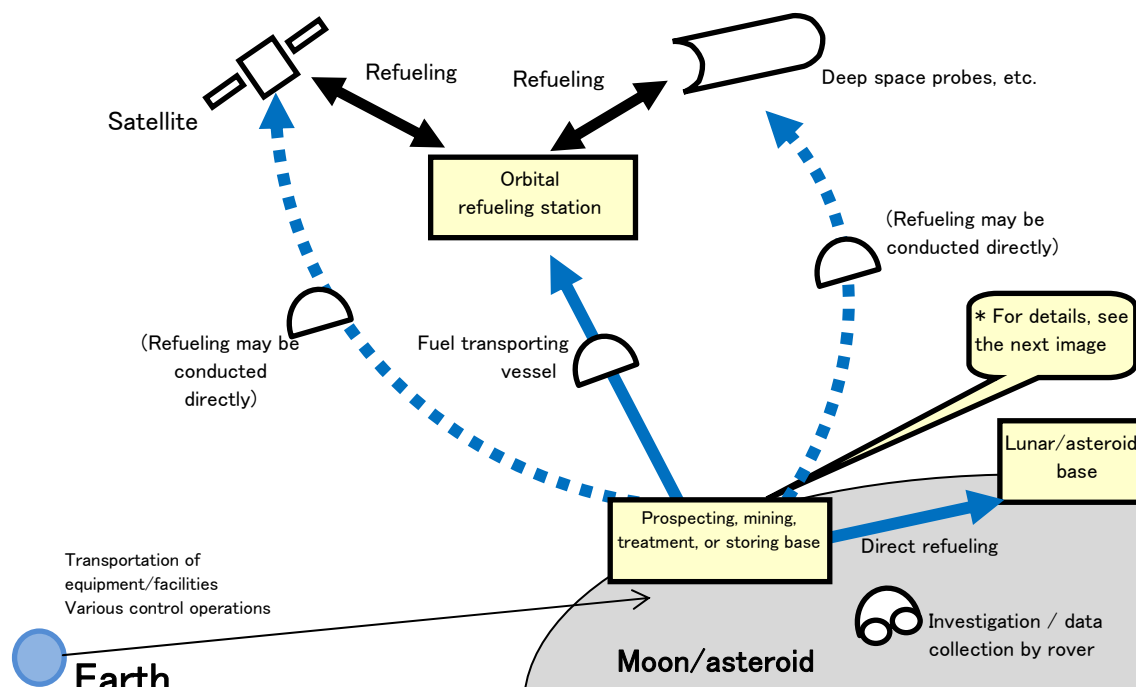 Refueling
Refueling
Deep space probes, etc.
Satellite
Orbital
refueling station
(Refueling may be
conducted directly)
* For details, see
the next image
(Refueling may be
conducted
directly)
Fuel transporting
vessel
Lunar/asteroid
base
Prospecting, mining,
treatment, or storing base
Direct refueling
Transportation of
equipment/facilities
Various control operations
Investigation / data
collection by rover
Moon/asteroid
Earth